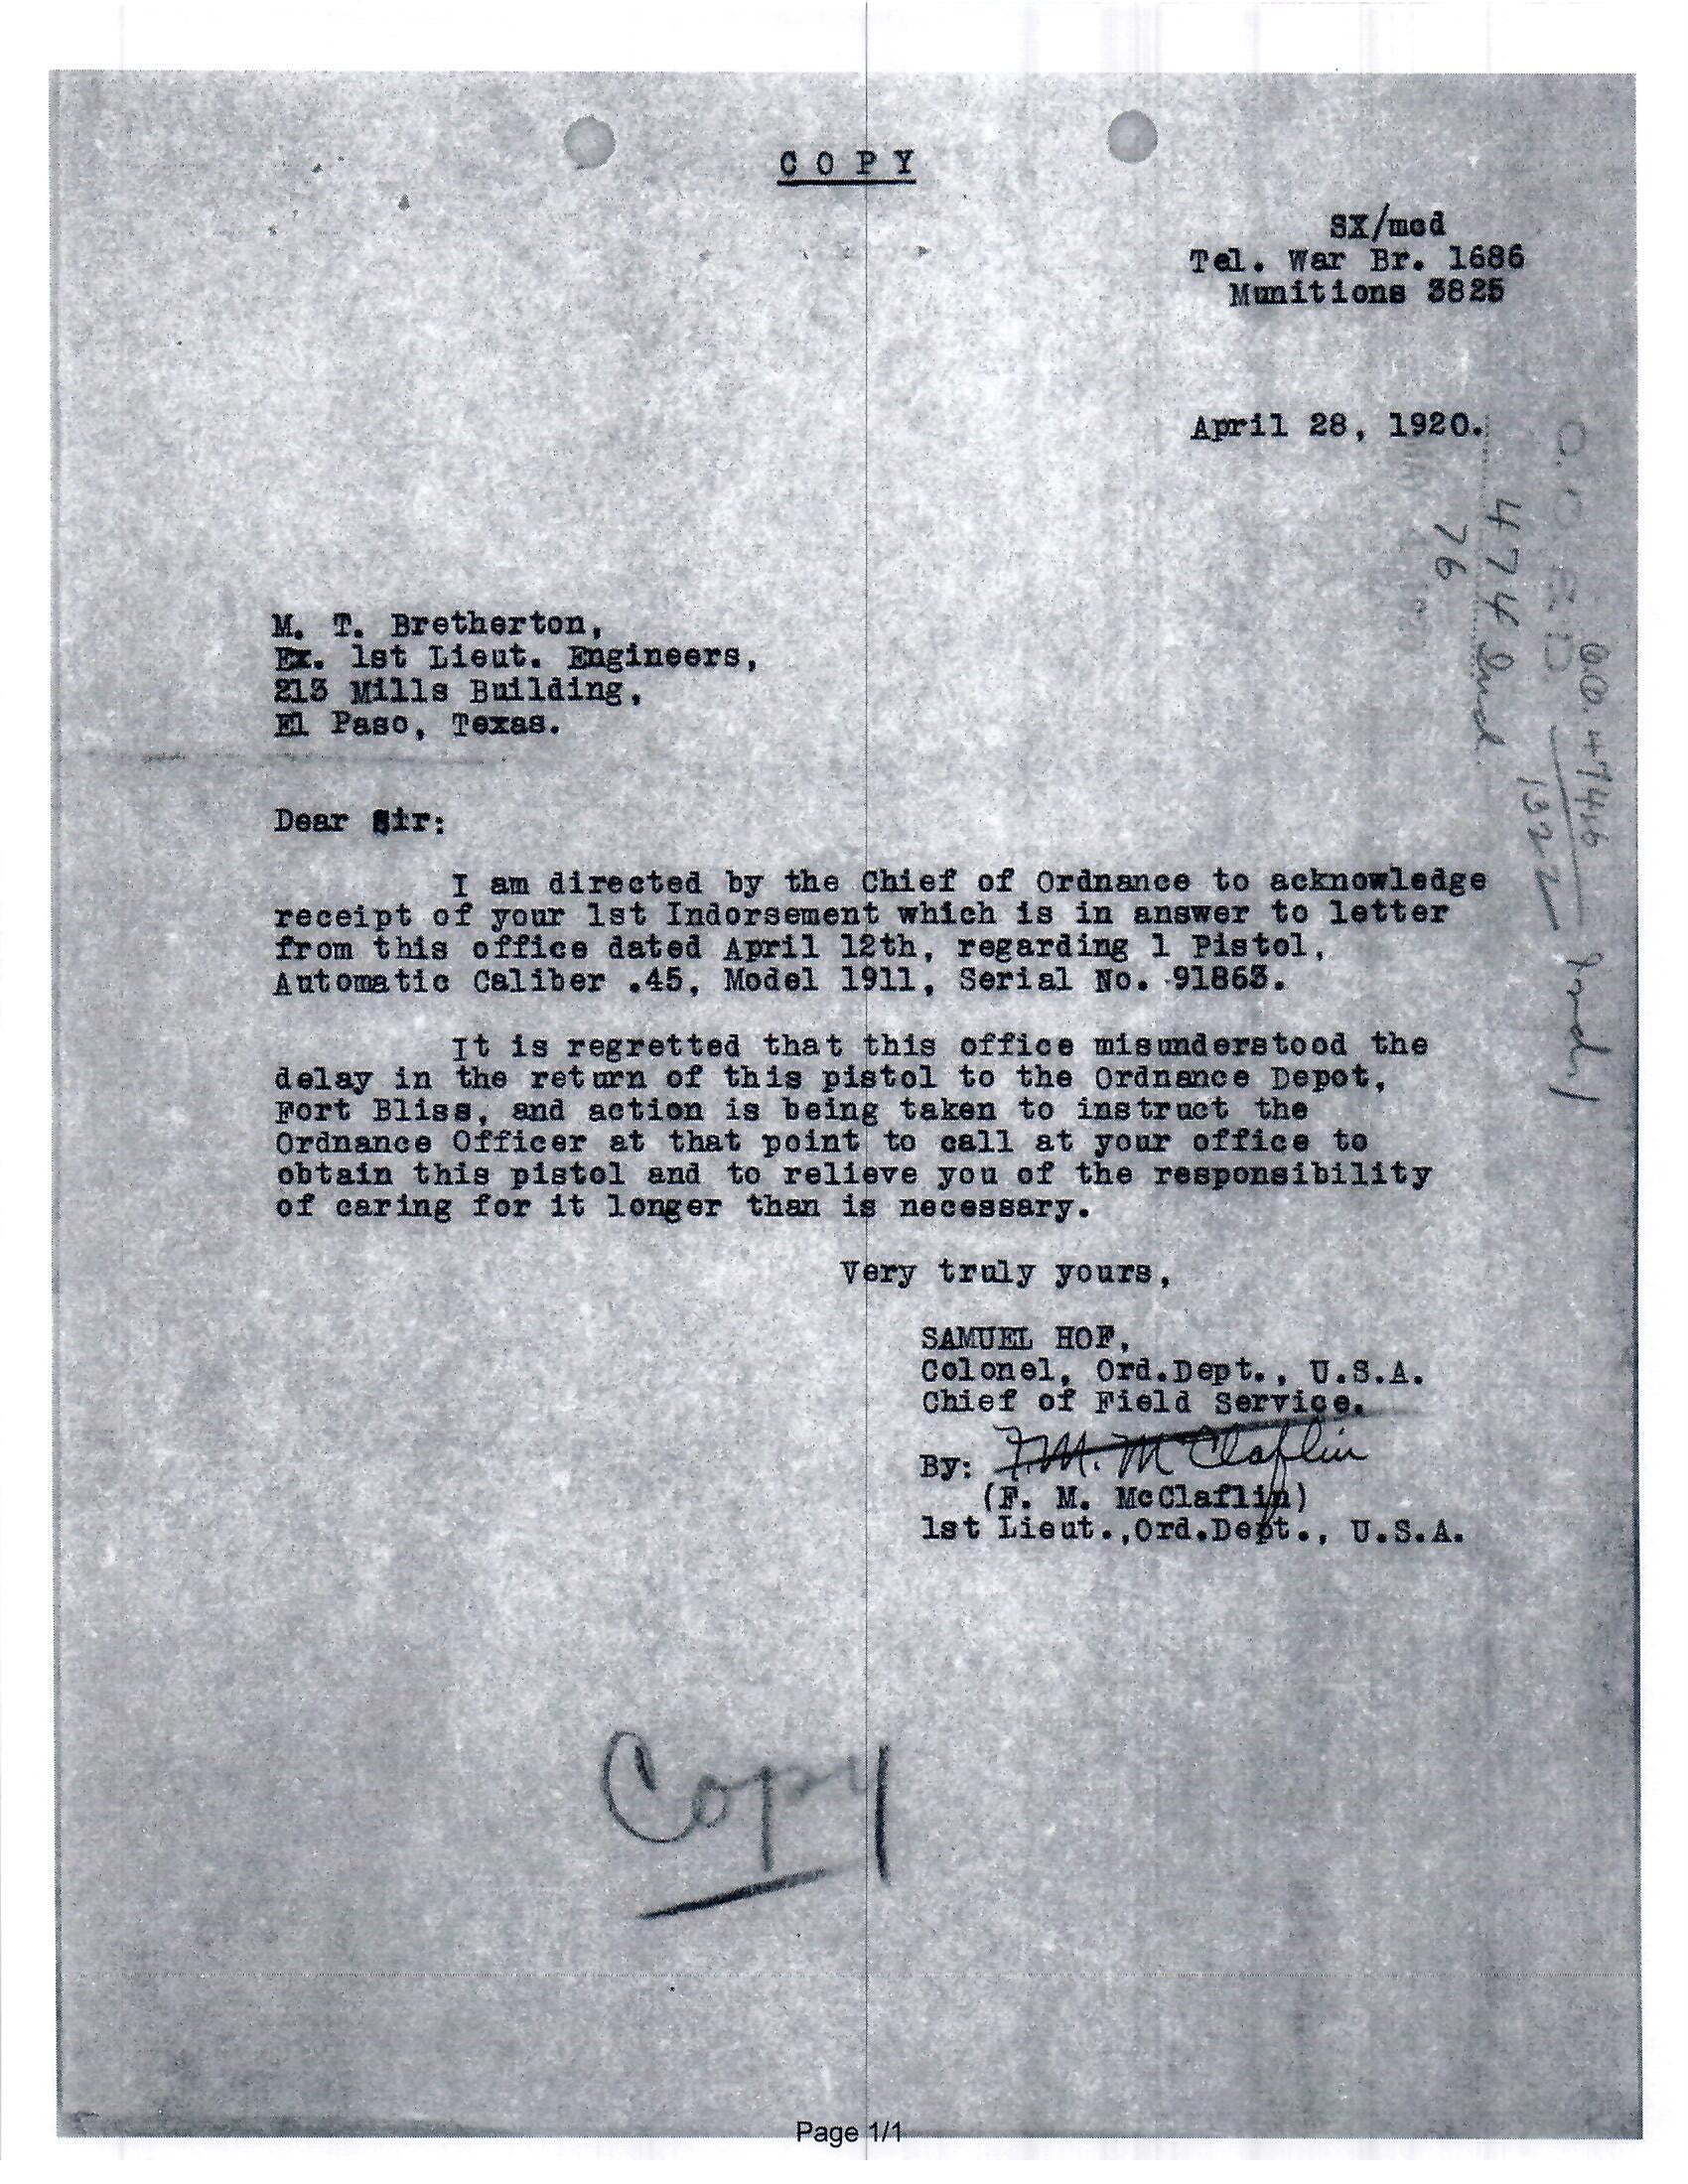 COPY
SX/mcd
Tel. War Br. 1686
Munitions 3825
April 28, 1920.
474
76
1322
M. T. Bretherton,
Ex. 1st Lieut. Engineers,
213 Mills Building,
El Paso, Texas.
Dear Sir:
I am directed by the Chief of Ordnance to acknowledge
receipt of your 1st Indorsement which is in answer to letter
from this office dated April 12th, regarding 1 Pistol,
Automatic Caliber .45, Model 1911, Serial No. 91863.
It is regretted that this office misunderstood the
delay in the return of this pistol to the Ordnance Depot,
Fort Bliss, and action is being taken to instruct the
Ordnance Officer at that point to call at your office to
obtain this pistol and to relieve you of the responsibility
of caring for it longer than is necessary.
Very truly yours,
SAMUEL HOF,
Colonel, Ord.Dept., U.S.A.
Chief of Field Service.
By: F.M. McClaflin
(F. M. McClaflin)
1st Lieut.,Ord.Dept., U.S.A.
Copy
Page 1/1